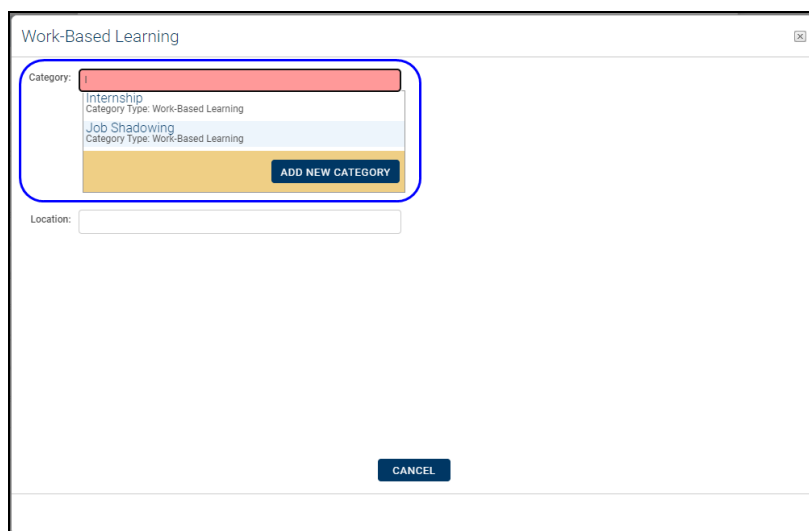 Work-Based Learning
Category:
Internship
Category Type: Work-Based Learning
Job Shadowing
Category Type: Work-Based Learning
ADD NEW CATEGORY
Location:
CANCEL